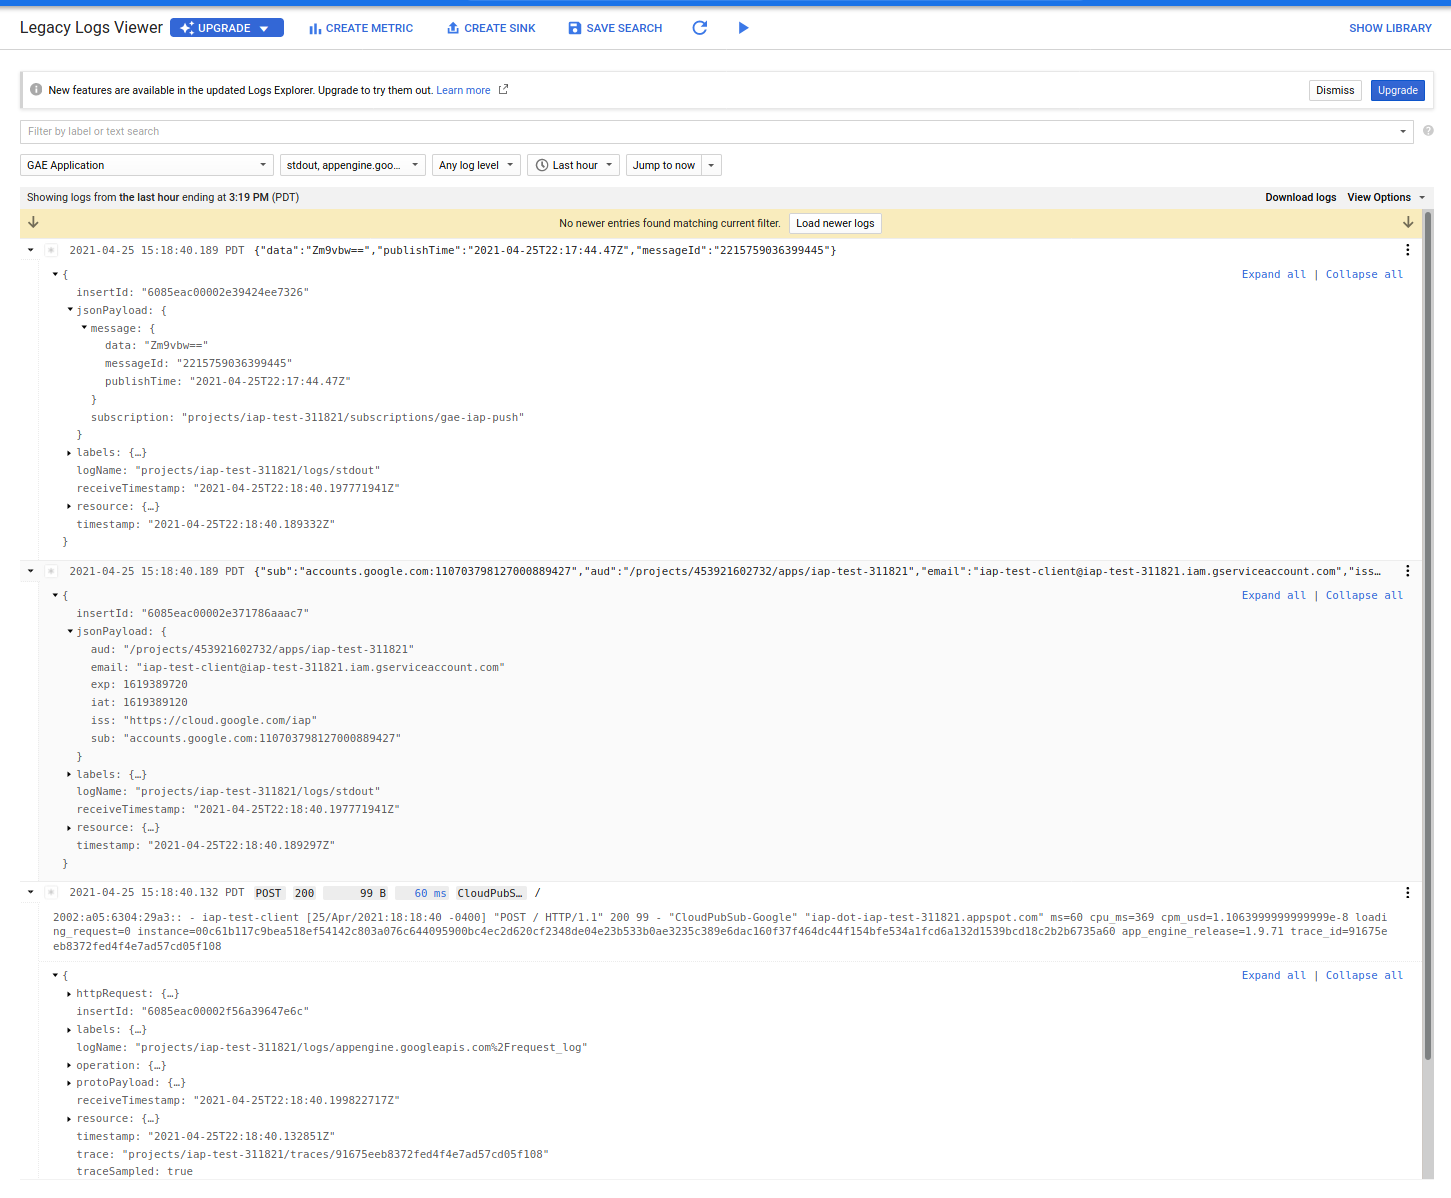 Legacy Logs Viewer UPGRADE CREATE METRIC CREATE SINK SAVE SEARCH SHOW LIBRARY
New features are available in the updated Logs Explorer. Upgrade to try them out. Learn more Dismiss Upgrade
Filter by label or text search
GAE Application stdout, appengine.goo... Any log level Last hour Jump to now
Showing logs from the last hour ending at 3:19 PM (PDT) Download logs View Options
No newer entries found matching current filter. Load newer logs
2021-04-25 15:18:40.189 PDT {"data":"Zm9vbw==","publishTime":"2021-04-25T22:17:44.47Z","messageId":"2215759036399445"}
{ Expand all | Collapse all
insertId: "6085eac00002e39424ee7326"
jsonPayload: {
message: {
data: "Zm9vbw=="
messageId: "2215759036399445"
publishTime: "2021-04-25T22:17:44.47Z"
}
subscription: "projects/iap-test-311821/subscriptions/gae-iap-push"
}
labels: {…}
logName: "projects/iap-test-311821/logs/stdout"
receiveTimestamp: "2021-04-25T22:18:40.197771941Z"
resource: {…}
timestamp: "2021-04-25T22:18:40.189332Z"
}
2021-04-25 15:18:40.189 PDT {"sub":"accounts.google.com:110703798127000889427","aud":"/projects/453921602732/apps/iap-test-311821","email":"iap-test-client@iap-test-311821.iam.gserviceaccount.com","iss…
{ Expand all | Collapse all
insertId: "6085eac00002e371786aaac7"
jsonPayload: {
aud: "/projects/453921602732/apps/iap-test-311821"
email: "iap-test-client@iap-test-311821.iam.gserviceaccount.com"
exp: 1619389720
iat: 1619389120
iss: "https://cloud.google.com/iap"
sub: "accounts.google.com:110703798127000889427"
}
labels: {…}
logName: "projects/iap-test-311821/logs/stdout"
receiveTimestamp: "2021-04-25T22:18:40.197771941Z"
resource: {…}
timestamp: "2021-04-25T22:18:40.189297Z"
}
2021-04-25 15:18:40.132 PDT POST 200 99 B 60 ms CloudPubS… /
2002:a05:6304:29a3:: - iap-test-client [25/Apr/2021:18:18:40 -0400] "POST / HTTP/1.1" 200 99 - "CloudPubSub-Google" "iap-dot-iap-test-311821.appspot.com" ms=60 cpu_ms=369 cpm_usd=1.1063999999999999e-8 loadi
ng_request=0 instance=00c61b117c9bea518ef54142c803a076c644095900bc4ec2d620cf2348de04e23b533b0ae3235c389e6dac160f37f464dc44f154bfe534a1fcd6a132d1539bcd18c2b2b6735a60 app_engine_release=1.9.71 trace_id=91675e
eb8372fed4f4e7ad57cd05f108
{ Expand all | Collapse all
httpRequest: {…}
insertId: "6085eac00002f56a39647e6c"
labels: {…}
logName: "projects/iap-test-311821/logs/appengine.googleapis.com%2Frequest_log"
operation: {…}
protoPayload: {…}
receiveTimestamp: "2021-04-25T22:18:40.199822717Z"
resource: {…}
timestamp: "2021-04-25T22:18:40.132851Z"
trace: "projects/iap-test-311821/traces/91675eeb8372fed4f4e7ad57cd05f108"
traceSampled: true